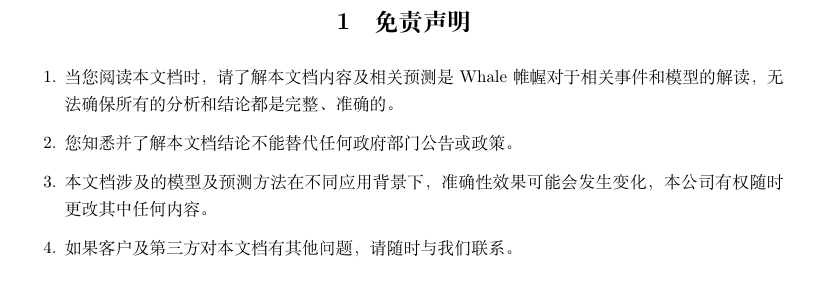 1 免责声明
1. 当您阅读本文档时，请了解本文档内容及相关预测是 Whale 帷幄对于相关事件和模型的解读，无
法确保所有的分析和结论都是完整、准确的。
2. 您知悉并了解本文档结论不能替代任何政府部门公告或政策。
3. 本文档涉及的模型及预测方法在不同应用背景下，准确性效果可能会发生变化，本公司有权随时
更改其中任何内容。
4. 如果客户及第三方对本文档有其他问题，请随时与我们联系。